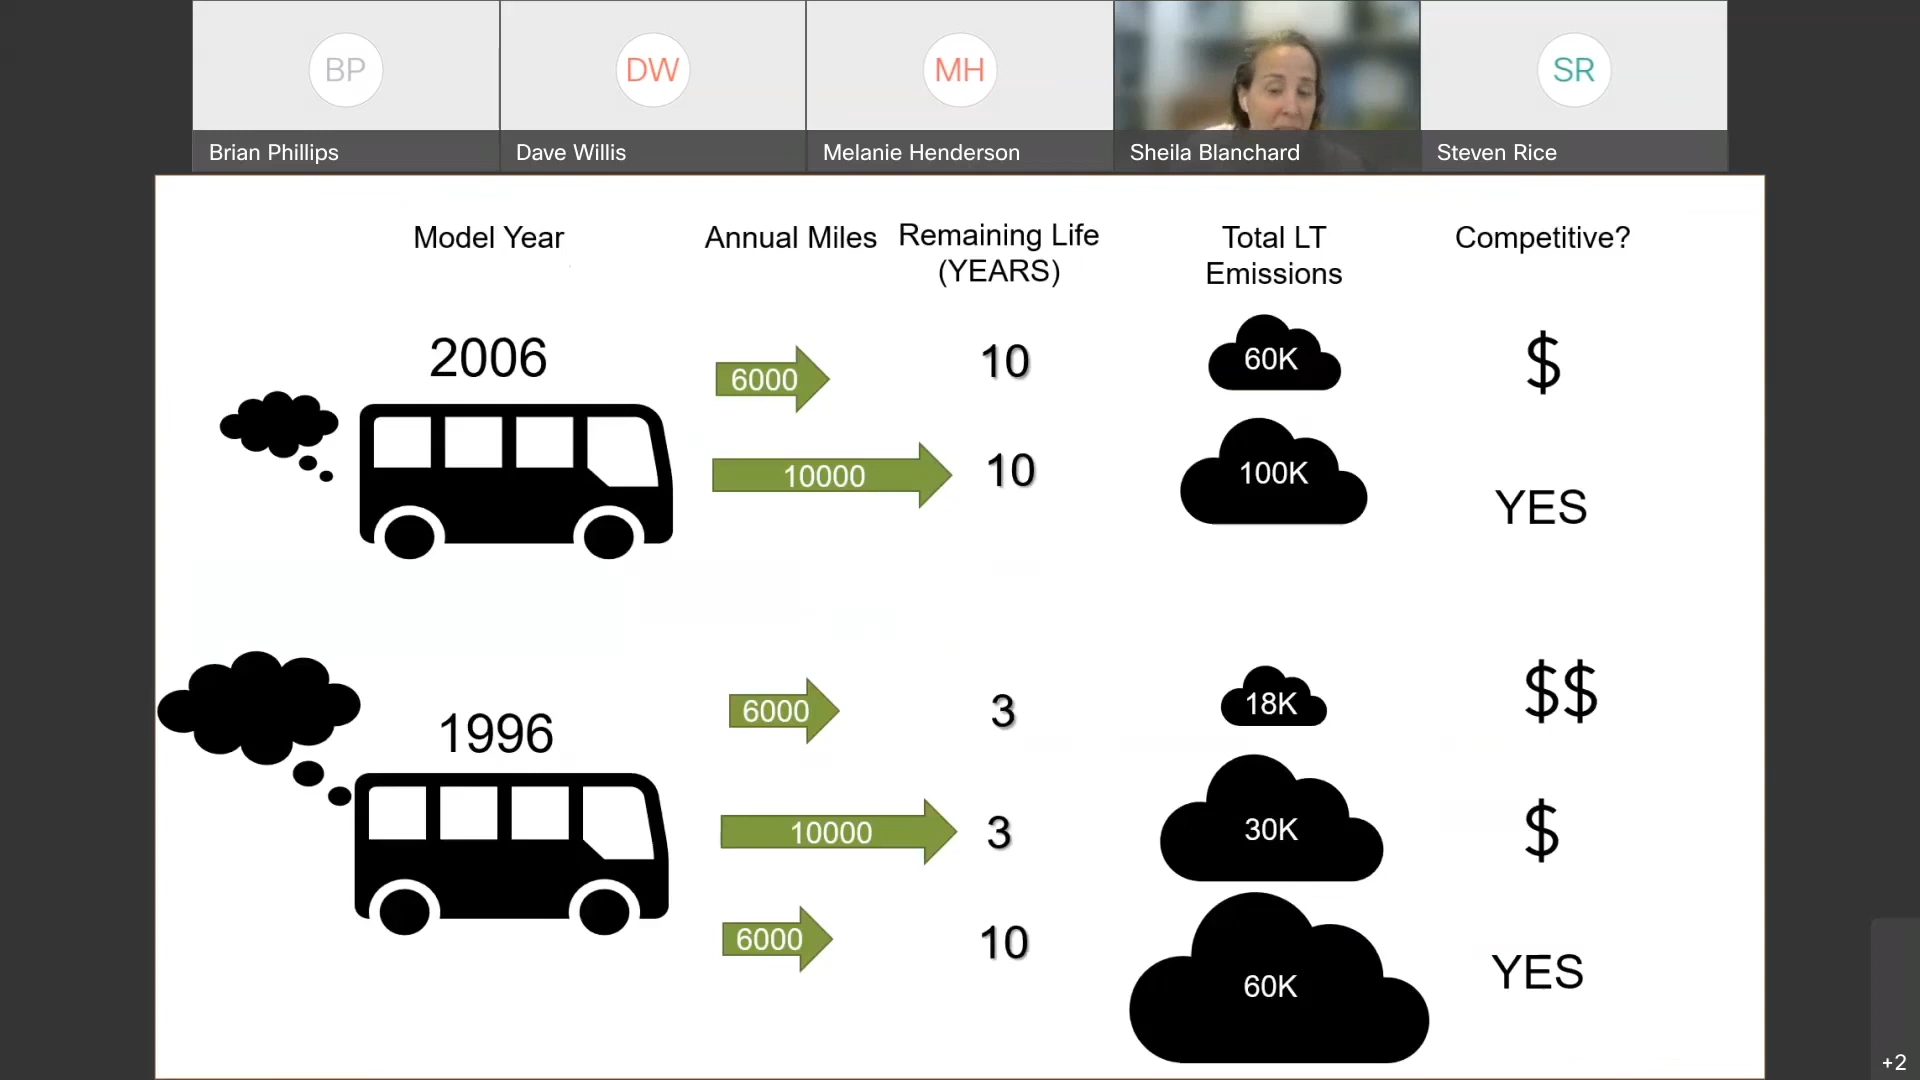 BP
DW
MH
SR
Brian Phillips
Dave Willis
Melanie Henderson
Sheila Blanchard
Steven Rice
Model Year
Annual Miles
Remaining Life
(YEARS)
Total LT
Emissions
Competitive?
2006
6000
10
60K
$
10000
10
100K
YES
1996
6000
3
18K
$$
10000
3
30K
$
6000
10
60K
YES
+2